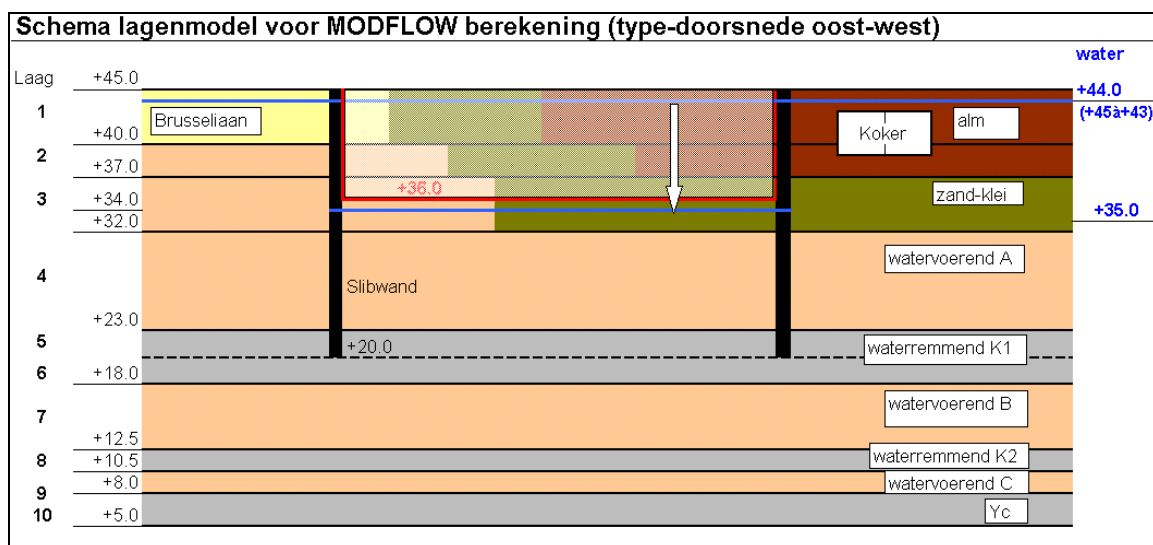 Schema lagenmodel voor MODFLOW berekening (type-doorsnede oost-west)
water
Laag
+45.0
+44.0
(+45à+43)
1
Brusseliaan
Koker
alm
+40.0
2
+37.0
+36.0
3
+34.0
zand-klei
+35.0
+32.0
watervoerend A
4
Slibwand
+23.0
5
+20.0
waterremmend K1
6
+18.0
watervoerend B
7
+12.5
8
+10.5
waterremmend K2
+8.0
watervoerend C
9
10
+5.0
Yc